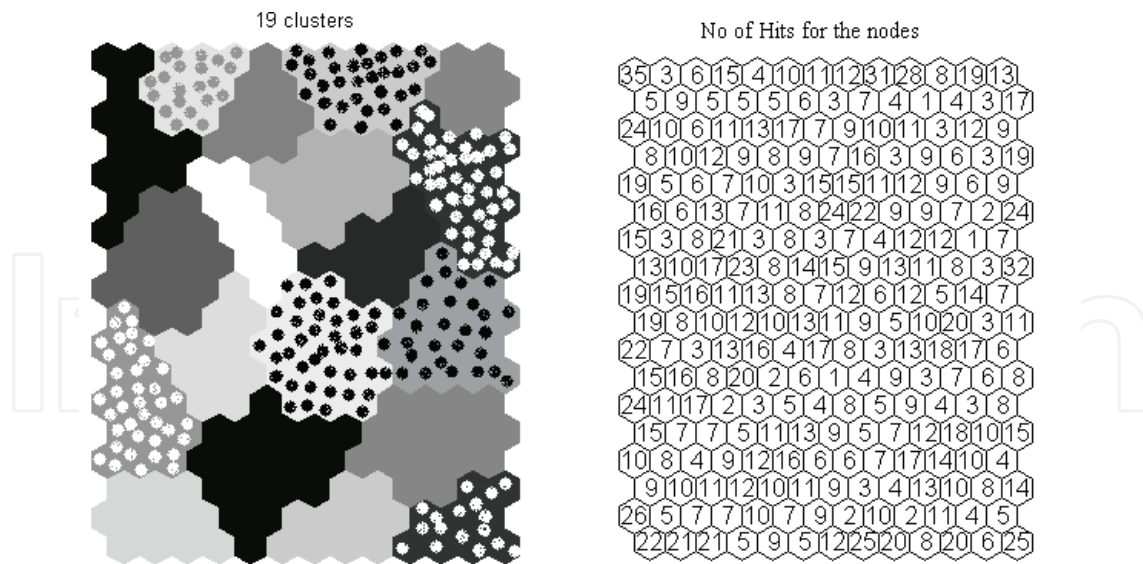 19 clusters
No of Hits for the nodes
35 3 6 15 4 10 11 12 31 28 8 19 13
5 9 5 5 5 6 3 7 4 1 4 3 17
24 10 6 11 13 17 7 9 10 11 3 12 9
8 10 12 9 8 9 7 16 3 9 6 3 19
19 5 6 7 10 3 15 15 11 12 9 6 9
16 6 13 7 11 8 24 22 9 9 7 2 24
15 3 8 21 3 8 3 7 4 12 12 1 7
13 10 17 23 8 14 15 9 13 11 8 3 32
19 15 16 11 13 8 7 12 6 12 5 14 7
19 8 10 12 10 13 11 9 5 10 20 3 11
22 7 3 13 16 4 17 8 3 13 18 17 6
15 16 8 20 2 6 1 4 9 3 7 6 8
24 11 17 2 3 5 4 8 5 9 4 3 8
15 7 7 5 11 13 9 5 7 12 18 10 15
10 8 4 9 12 16 6 6 7 17 14 10 4
9 10 11 12 10 11 9 3 4 13 10 8 14
26 5 7 7 10 7 9 2 10 2 11 4 5
22 21 21 5 9 5 12 25 20 8 20 6 25